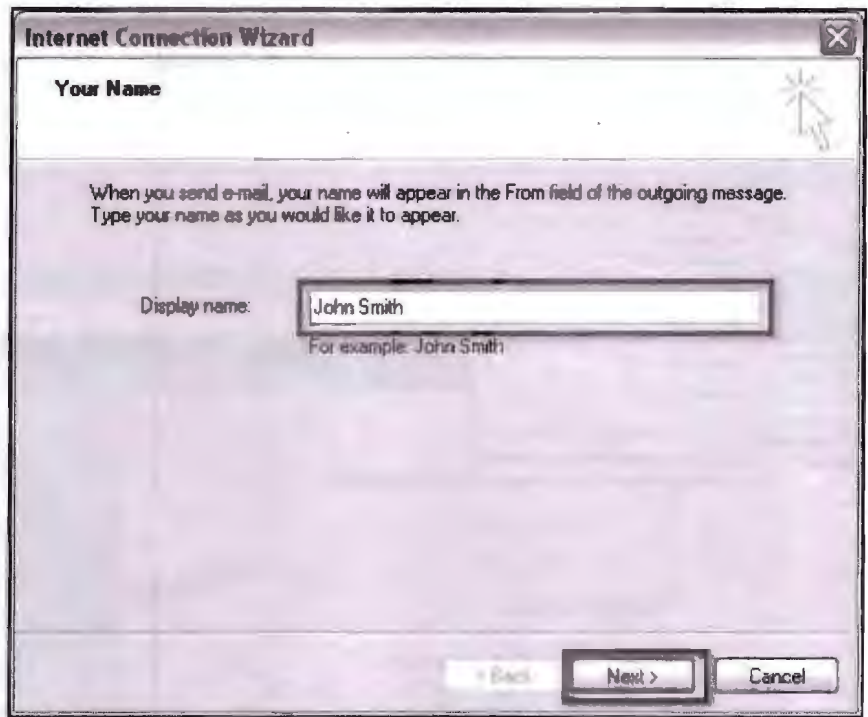 Internet Connection Wizard
Your Name
When you send e-mail, your name will appear in the From field of the outgoing message.
Type your name as you would like it to appear.
Display name: John Smith
For example: John Smith
< Back Next > Cancel